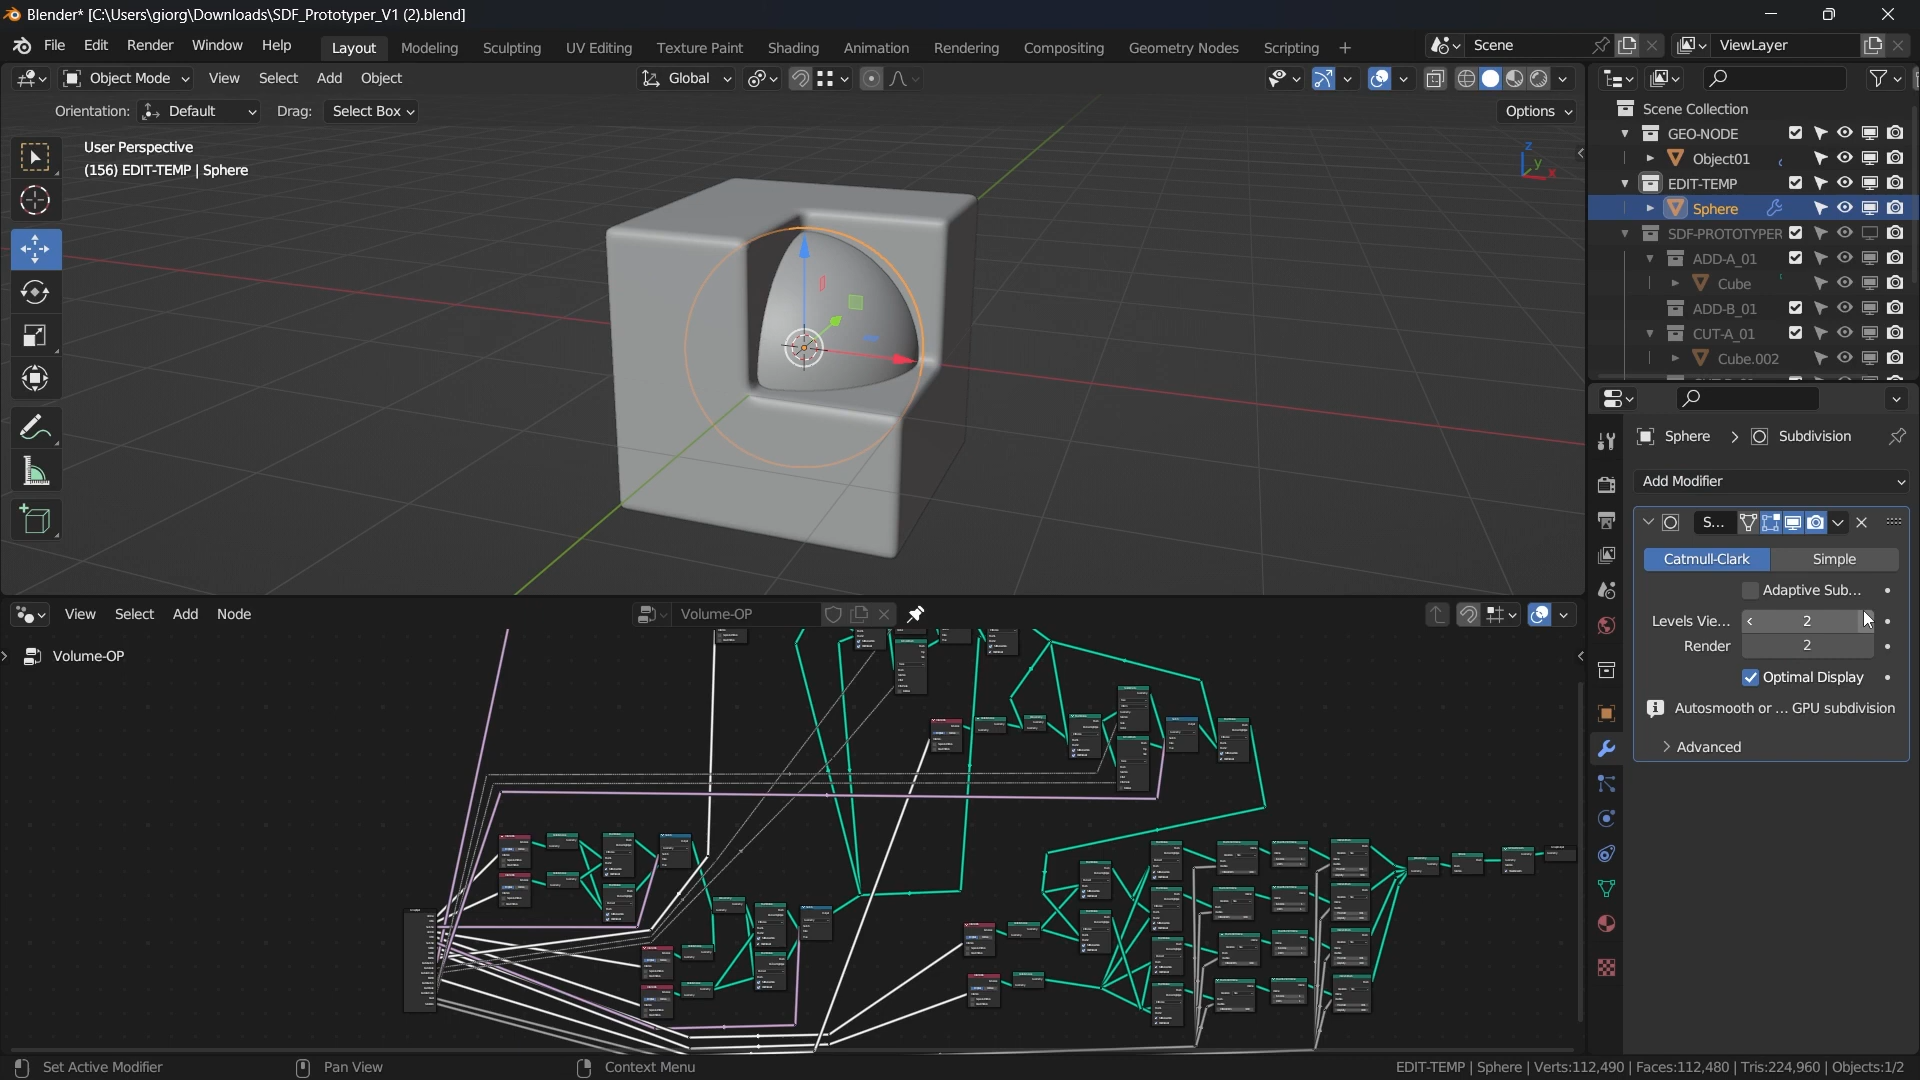 Blender* [C:\Users\giorg\Downloads\SDF_Prototyper_V1 (2).blend]
File Edit Render Window Help Layout Modeling Sculpting UV Editing Texture Paint Shading Animation Rendering Compositing Geometry Nodes Scripting + Scene ViewLayer
Object Mode View Select Add Object Global
Orientation: Default Drag: Select Box Options
User Perspective
(156) EDIT-TEMP | Sphere
Z
Y
X
Scene Collection
GEO-NODE
Object01
EDIT-TEMP
Sphere
SDF-PROTOTYPER
ADD-A_01
Cube
ADD-B_01
CUT-A_01
Cube.002
Sphere > Subdivision
Add Modifier
S...
Catmull-Clark Simple
Adaptive Sub...
Levels Vie... 2
Render 2
Optimal Display
Autosmooth or ... GPU subdivision
Advanced
View Select Add Node Volume-OP
Volume-OP
Set Active Modifier Pan View Context Menu EDIT-TEMP | Sphere | Verts:112,490 | Faces:112,480 | Tris:224,960 | Objects:1/2